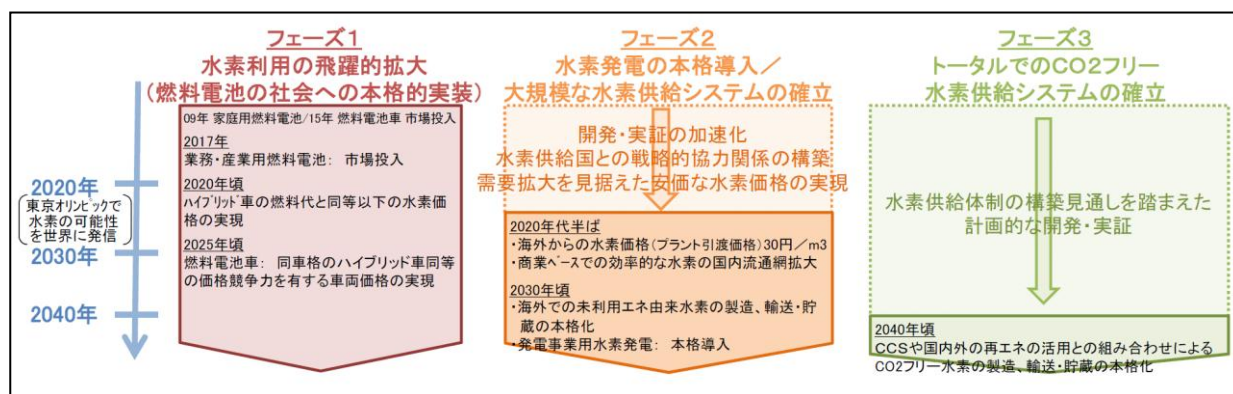 2020年
東京オリンピックで
水素の可能性
を世界に発信
2030年
2040年
フェーズ1
水素利用の飛躍的拡大
(燃料電池の社会への本格的実装)
09年 家庭用燃料電池/15年 燃料電池車 市場投入
2017年
業務・産業用燃料電池: 市場投入
2020年頃
ハイブリッド車の燃料代と同等以下の水素価
格の実現
2025年頃
燃料電池車: 同車格のハイブリッド車同等
の価格競争力を有する車両価格の実現
フェーズ2
水素発電の本格導入/
大規模な水素供給システムの確立
開発・実証の加速化
水素供給国との戦略的協力関係の構築
需要拡大を見据えた安価な水素価格の実現
2020年代半ば
・海外からの水素価格(プラント引渡価格)30円/m3
・商業ベースでの効率的な水素の国内流通網拡大
2030年頃
・海外での未利用エネ由来水素の製造、輸送・貯
蔵の本格化
・発電事業用水素発電: 本格導入
フェーズ3
トータルでのCO2フリー
水素供給システムの確立
水素供給体制の構築見通しを踏まえた
計画的な開発・実証
2040年頃
CCSや国内外の再エネの活用との組み合わせによる
CO2フリー水素の製造、輸送・貯蔵の本格化